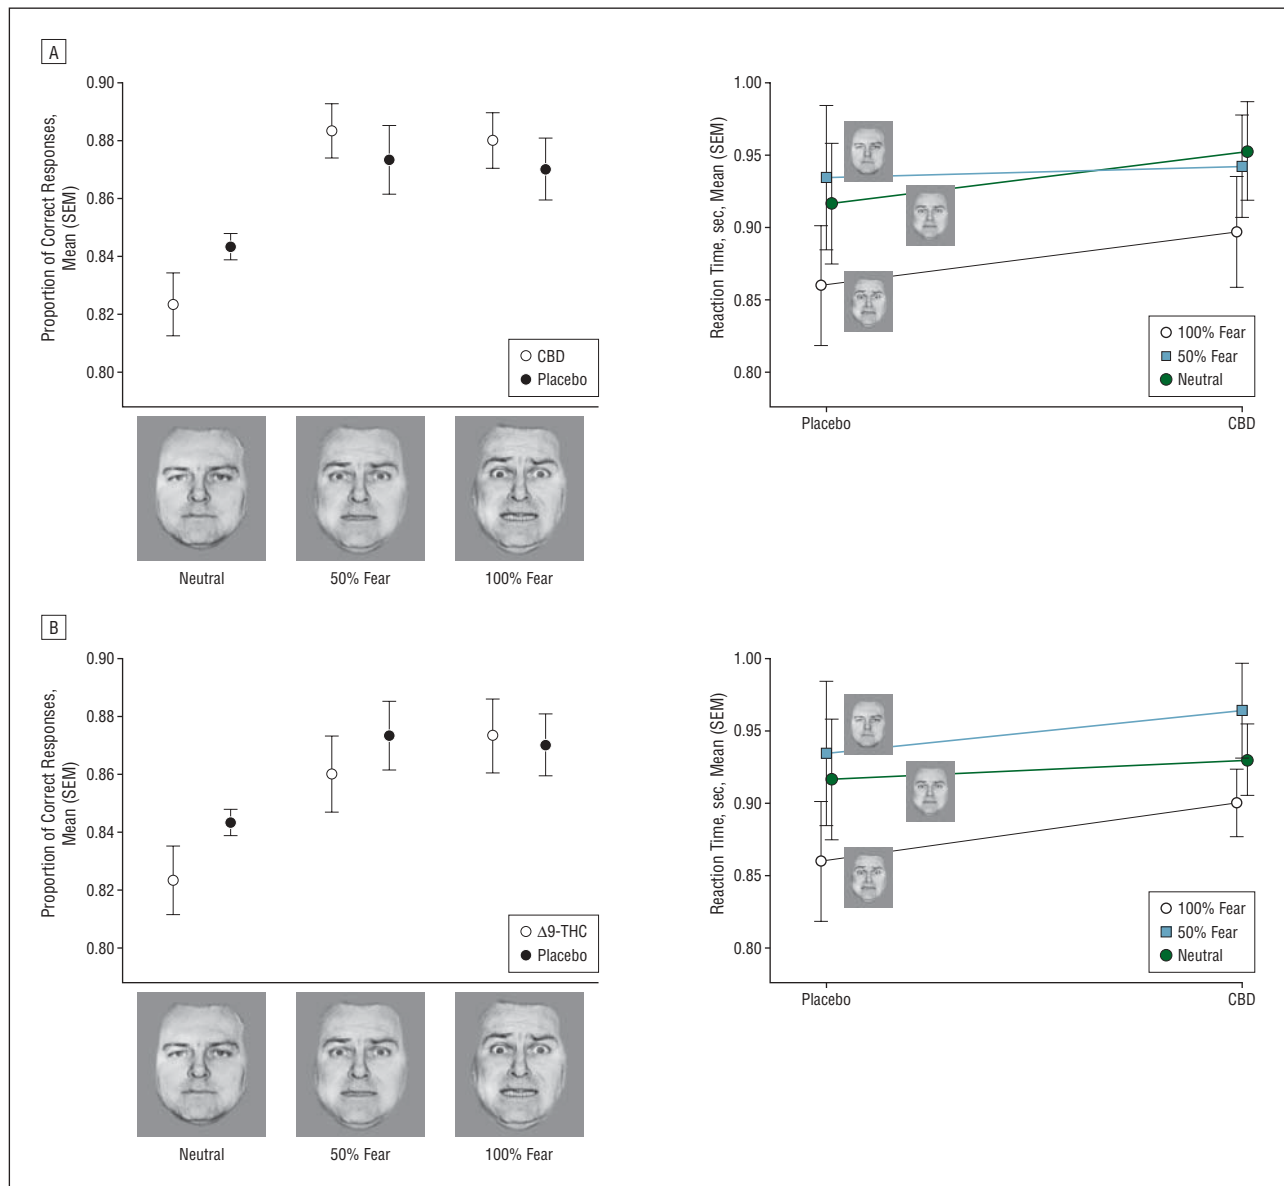 A
Proportion of Correct Responses,
Mean (SEM)
0.90
0.88
0.86
0.84
0.82
0.80
CBD
Placebo
Neutral
50% Fear
100% Fear
Reaction Time, sec, Mean (SEM)
1.00
0.95
0.90
0.85
0.80
100% Fear
50% Fear
Neutral
Placebo
CBD
B
Proportion of Correct Responses,
Mean (SEM)
0.90
0.88
0.86
0.84
0.82
0.80
Δ9-THC
Placebo
Neutral
50% Fear
100% Fear
Reaction Time, sec, Mean (SEM)
1.00
0.95
0.90
0.85
0.80
100% Fear
50% Fear
Neutral
Placebo
CBD